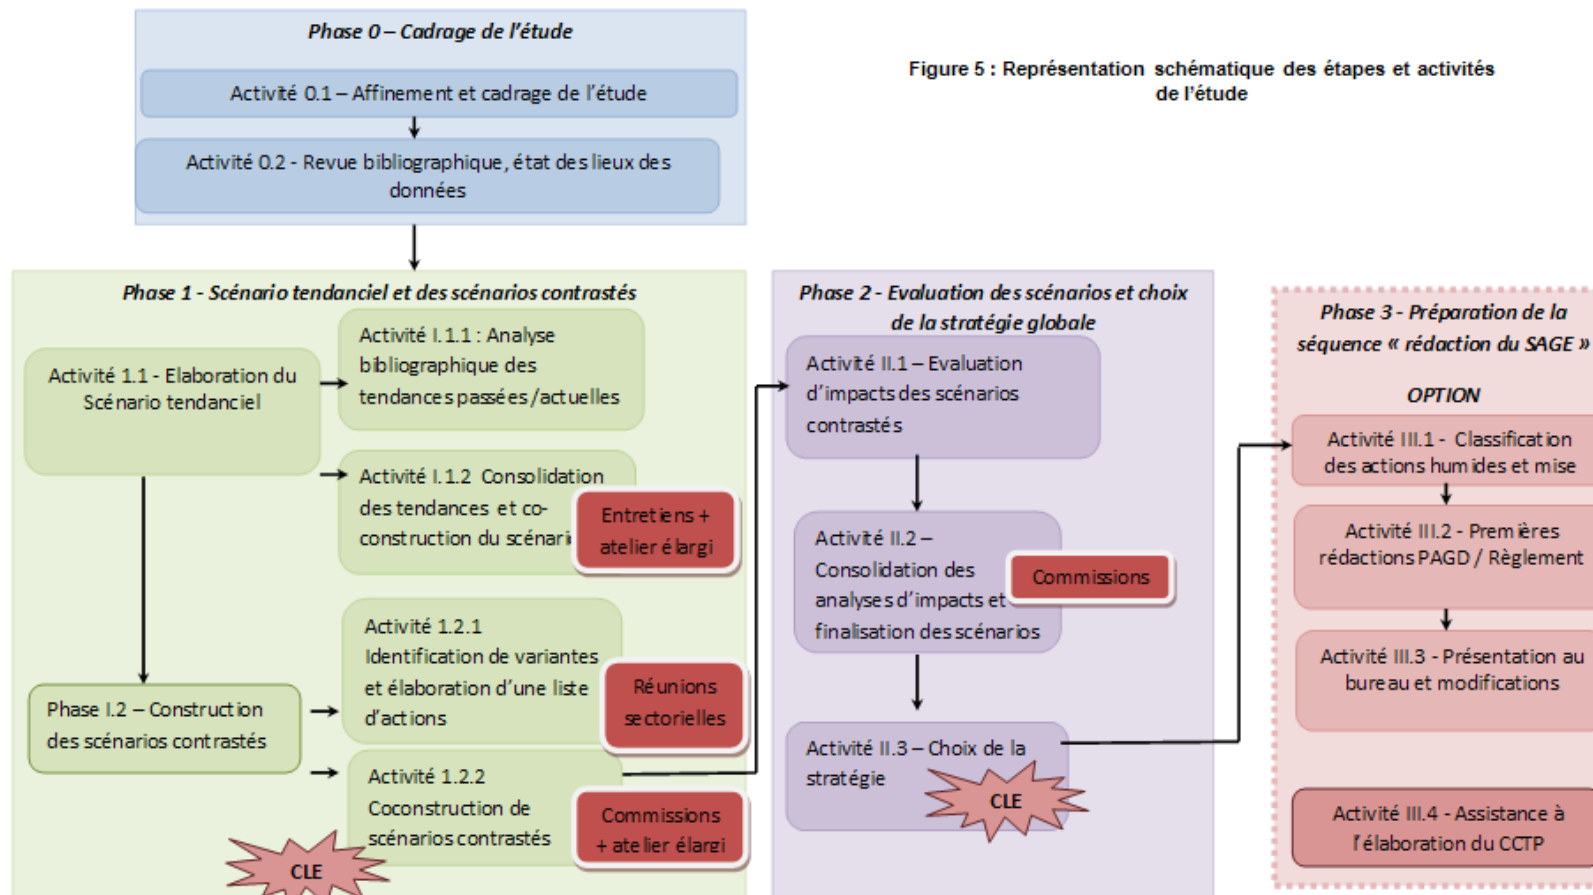 Phase 0 – Cadrage de l'étude
Activité 0.1 – Affinement et cadrage de l'étude
Activité 0.2 - Revue bibliographique, état des lieux des
données
Figure 5 : Représentation schématique des étapes et activités
de l'étude
Phase 1 - Scénario tendanciel et des scénarios contrastés
Activité 1.1 - Elaboration du
Scénario tendanciel
Activité I.1.1 : Analyse
bibliographique des
tendances passées /actuelles
Activité I.1.2 Consolidation
des tendances et co-
construction du scénari
Entretiens +
atelier élargi
Phase I.2 – Construction
des scénarios contrastés
Activité 1.2.1
Identification de variantes
et élaboration d'une liste
d'actions
Réunions
sectorielles
Activité 1.2.2
Coconstruction de
scénarios contrastés
Commissions
+ atelier élargi
CLE
Phase 2 - Evaluation des scénarios et choix
de la stratégie globale
Activité II.1 – Evaluation
d'impacts des scénarios
contrastés
Activité II.2 –
Consolidation des
analyses d'impacts et
finalisation des scénarios
Commissions
Activité II.3 – Choix de la
stratégie
CLE
Phase 3 - Préparation de la
séquence « rédaction du SAGE »
OPTION
Activité III.1 - Classification
des actions humides et mise
Activité III.2 - Premières
rédactions PAGD / Règlement
Activité III.3 - Présentation au
bureau et modifications
Activité III.4 - Assistance à
l'élaboration du CCTP